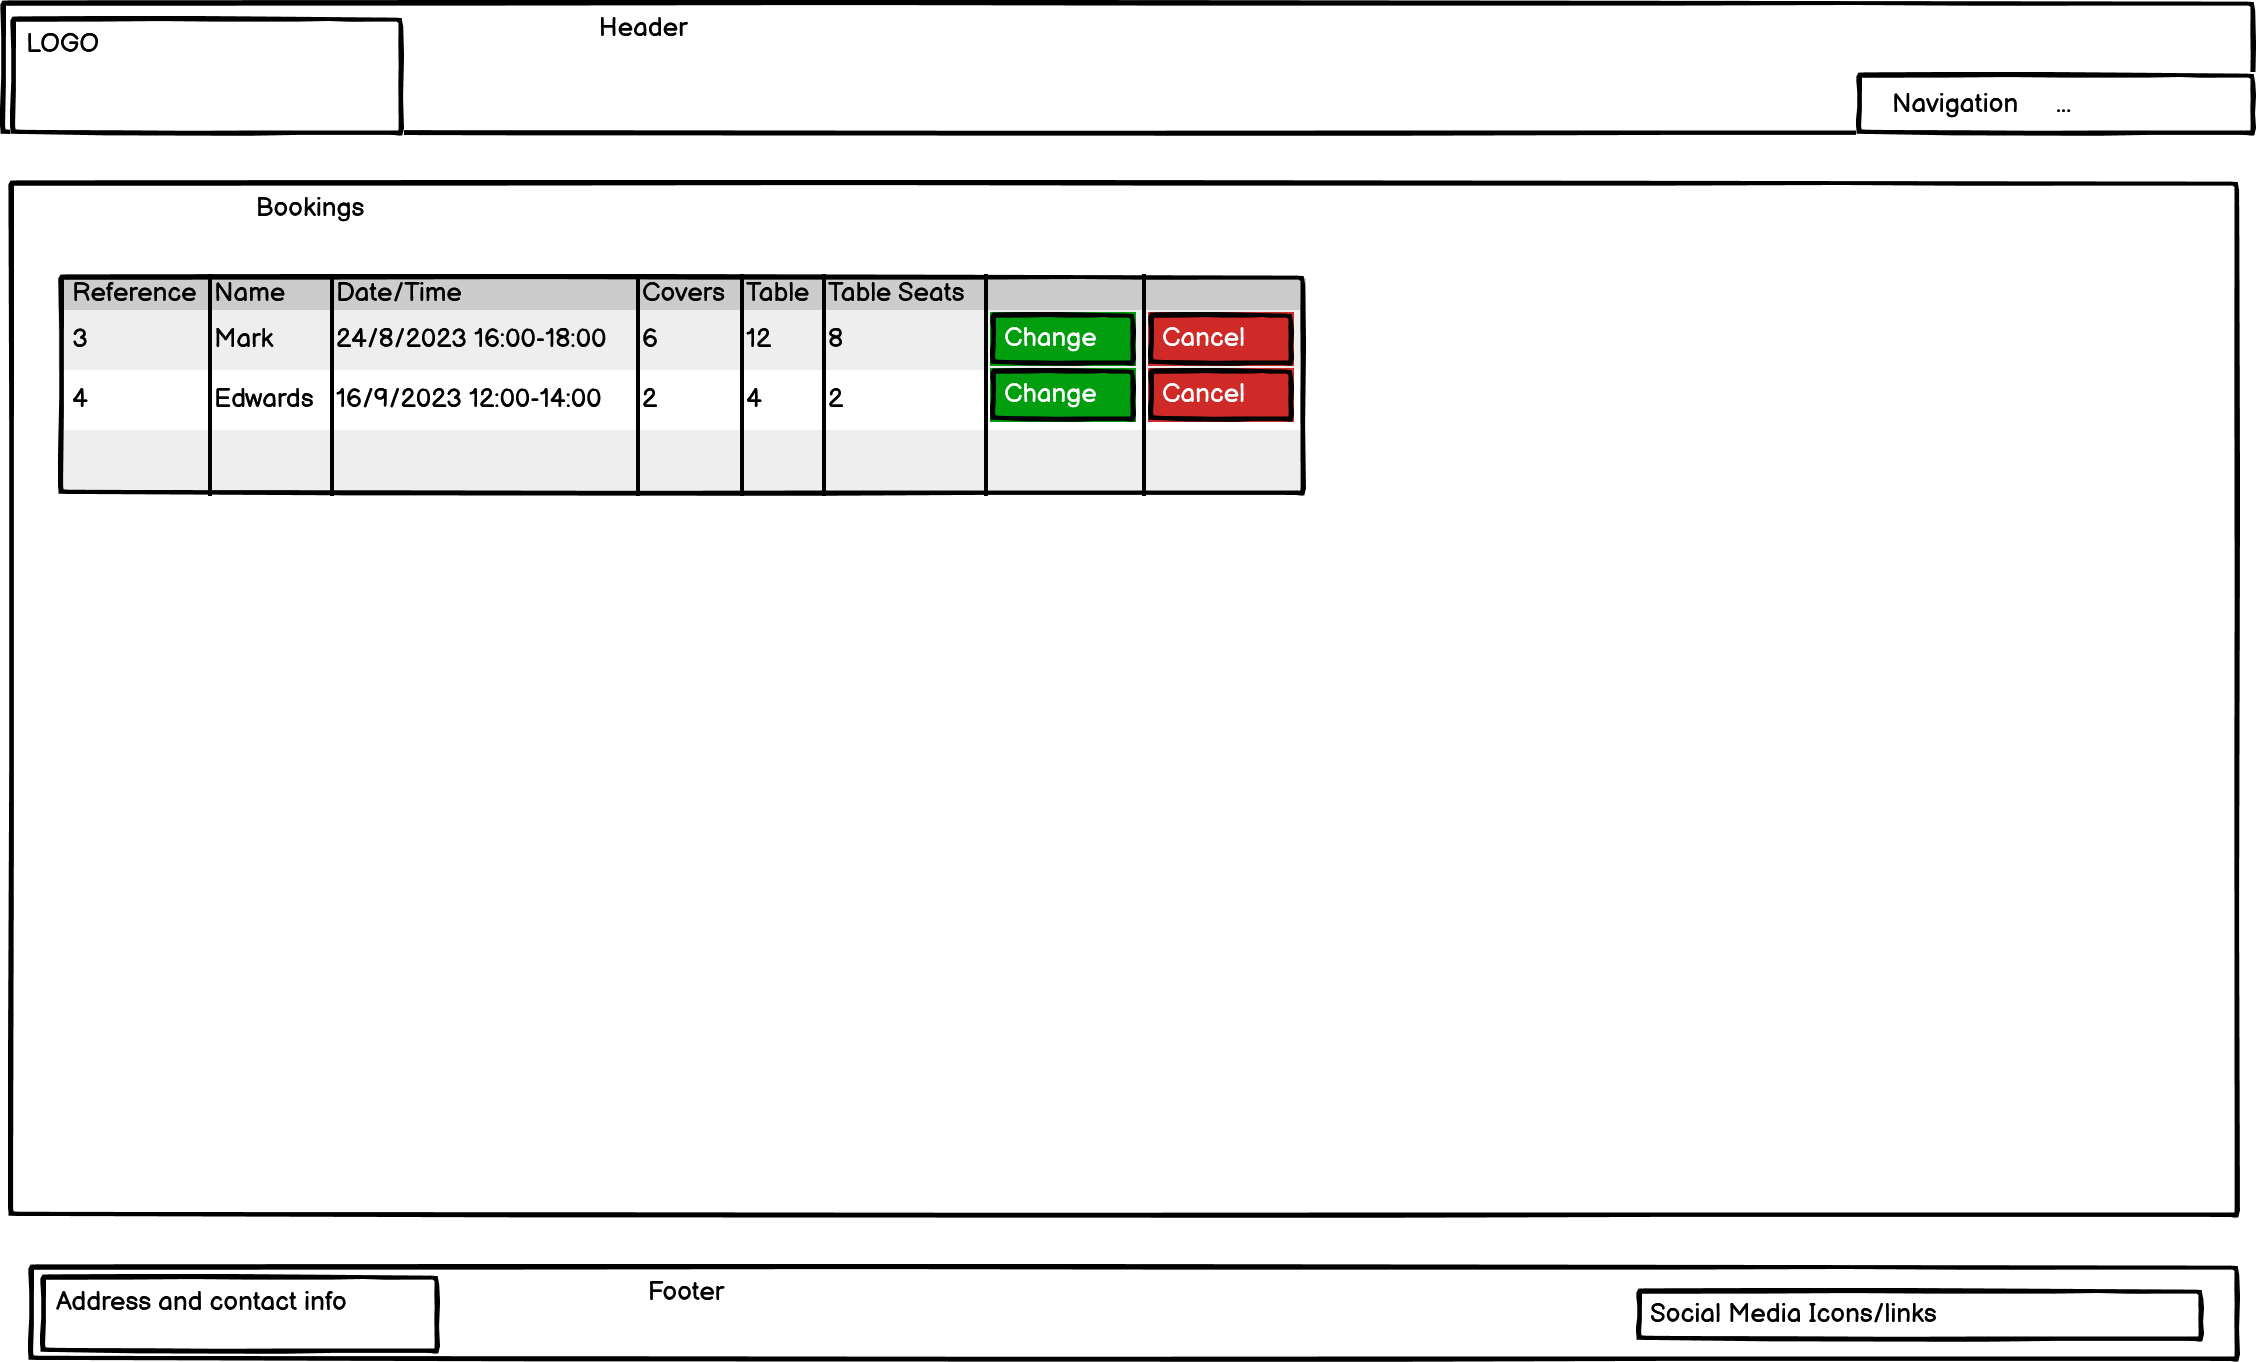 Header
LOGO
Navigation ...
Bookings
Reference Name Date/Time Covers Table Table Seats
3 Mark 24/8/2023 16:00-18:00 6 12 8 Change Cancel
4 Edwards 16/9/2023 12:00-14:00 2 4 2 Change Cancel
Footer
Address and contact info
Social Media Icons/links